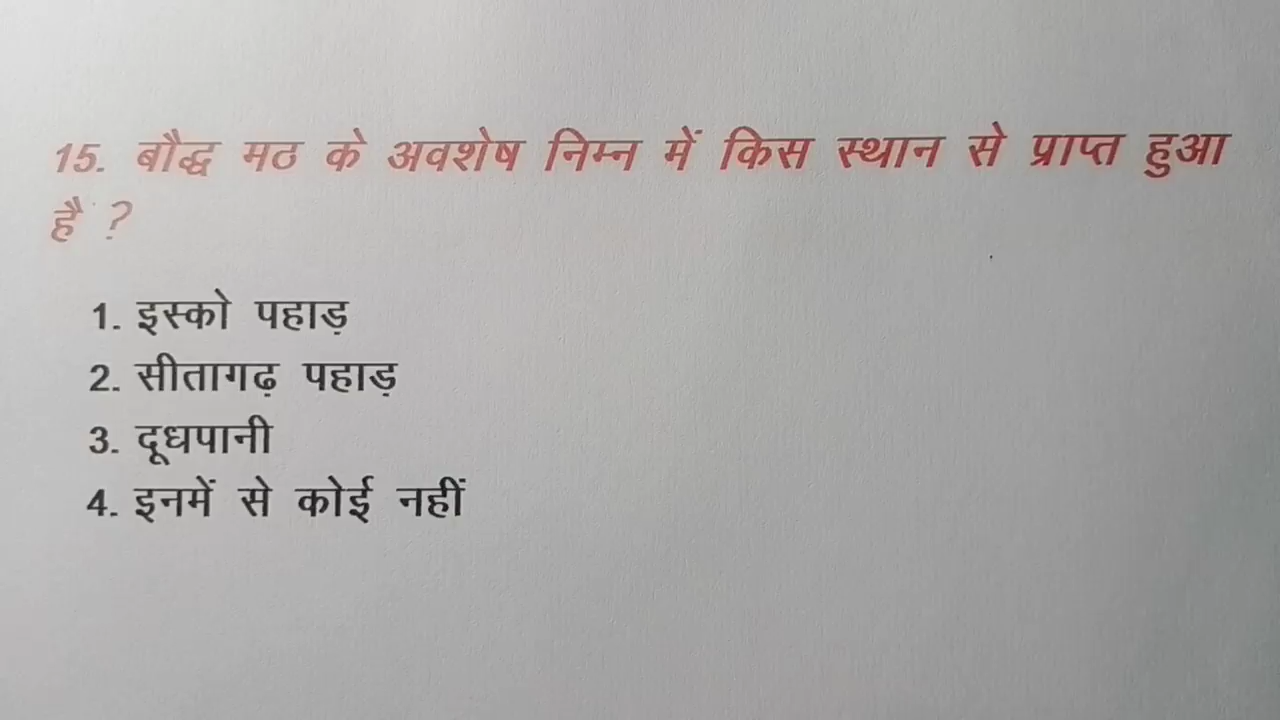 15. बौद्ध मठ के अवशेष निम्न में किस स्थान से प्राप्त हुआ
है ?
1. इस्को पहाड़
2. सीतागढ़ पहाड़
3. दूधपानी
4. इनमें से कोई नहीं